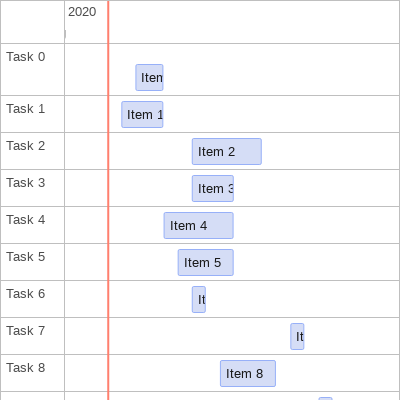 2020
Task 0
Item
Task 1
Item 1
Task 2
Item 2
Task 3
Item 3
Task 4
Item 4
Task 5
Item 5
Task 6
It
Task 7
It
Task 8
Item 8